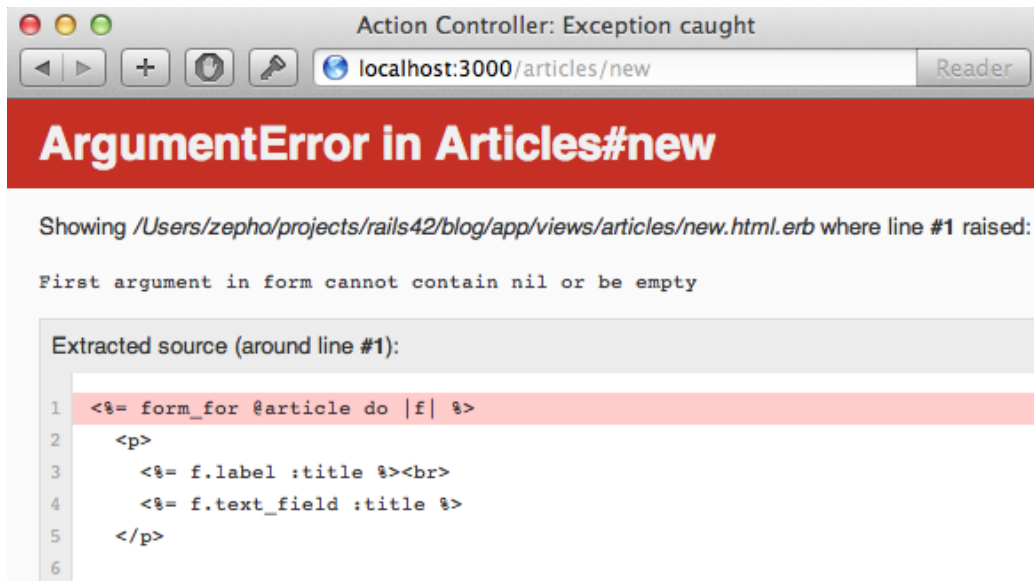 Action Controller: Exception caught
localhost:3000/articles/new
Reader
ArgumentError in Articles#new
Showing /Users/zepho/projects/rails42/blog/app/views/articles/new.html.erb where line #1 raised:
First argument in form cannot contain nil or be empty
Extracted source (around line #1):
1 <%= form_for @article do |f| %>
2 <p>
3 <%= f.label :title %><br>
4 <%= f.text_field :title %>
5 </p>
6